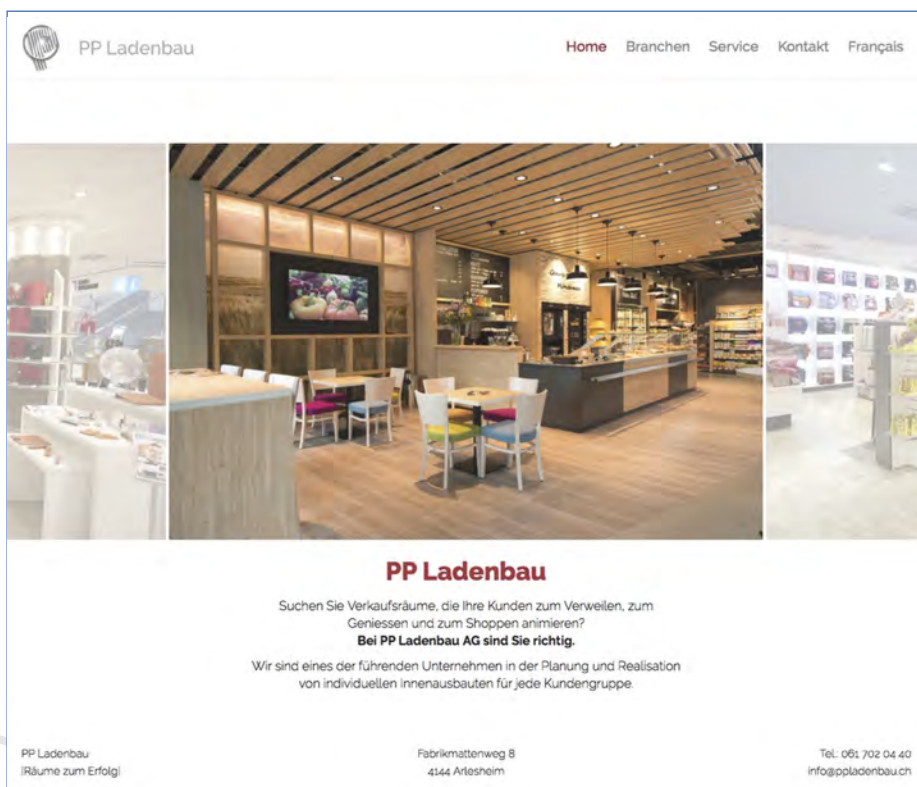 PP Ladenbau
Home Branchen Service Kontakt Français
PP Ladenbau
Suchen Sie Verkaufsräume, die Ihre Kunden zum Verweilen, zum
Geniessen und zum Shoppen animieren?
Bei PP Ladenbau AG sind Sie richtig.
Wir sind eines der führenden Unternehmen in der Planung und Realisation
von individuellen Innenausbauten für jede Kundengruppe.
PP Ladenbau
[Räume zum Erfolg]
Fabrikmattenweg 8
4144 Arlesheim
Tel.: 061 702 04 40
info@ppladenbau.ch